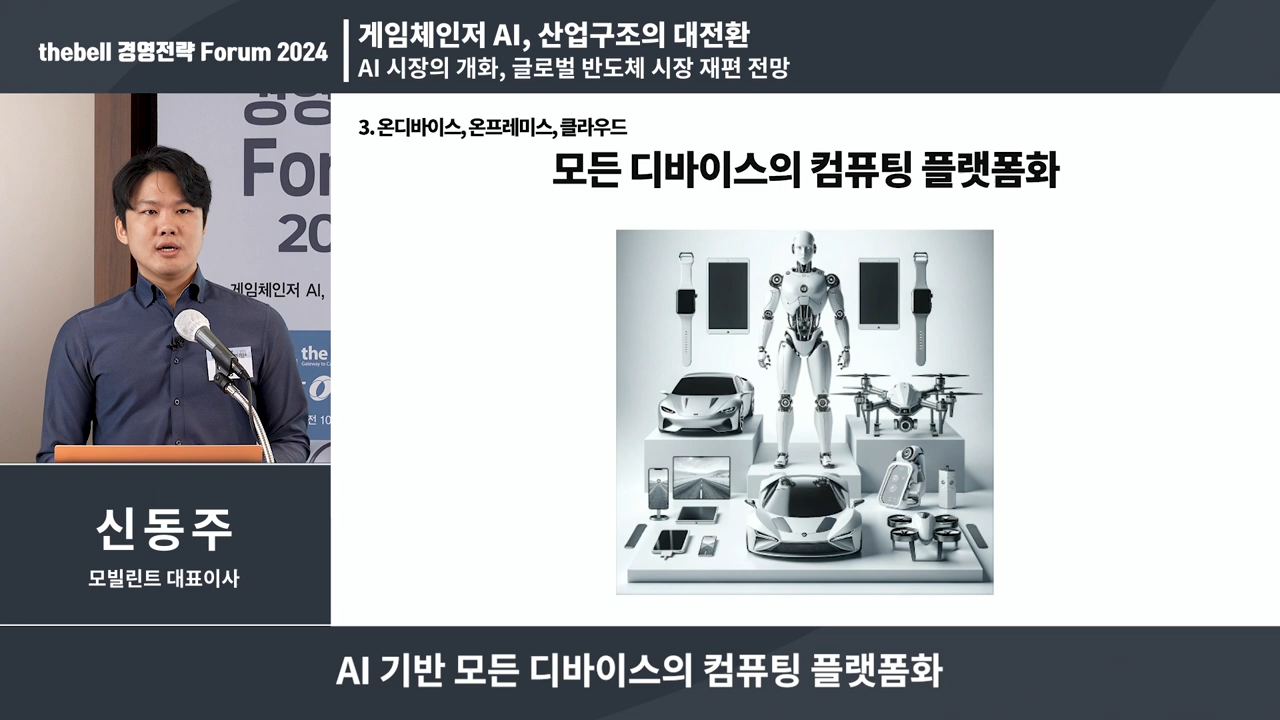 thebell 경영전략 Forum 2024
게임체인저 AI, 산업구조의 대전환
AI 시장의 개화, 글로벌 반도체 시장 재편 전망
경영
For
20
게임체인저 AI,
the
전 10
3. 온디바이스, 온프레미스, 클라우드
모든 디바이스의 컴퓨팅 플랫폼화
신동주
모빌린트 대표이사
AI 기반 모든 디바이스의 컴퓨팅 플랫폼화